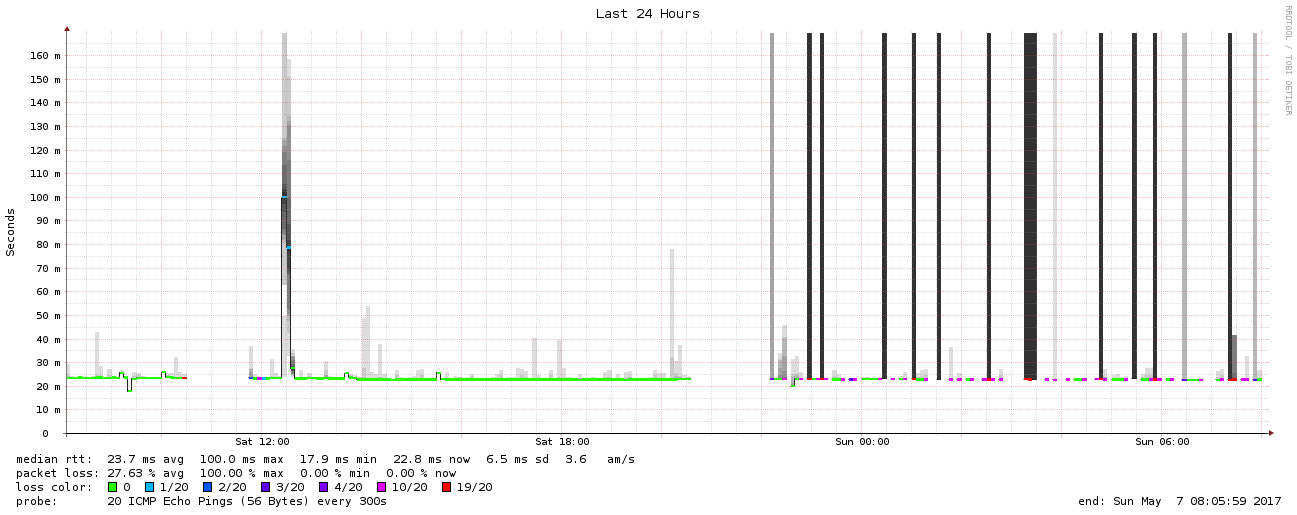 Last 24 Hours
RRDTOOL / TOBI OETIKER
Seconds
160 m
150 m
140 m
130 m
120 m
110 m
100 m
90 m
80 m
70 m
60 m
50 m
40 m
30 m
20 m
10 m
0
Sat 12:00 Sat 18:00 Sun 00:00 Sun 06:00
median rtt: 23.7 ms avg 100.0 ms max 17.9 ms min 22.8 ms now 6.5 ms sd 3.6 am/s
packet loss: 27.63 % avg 100.00 % max 0.00 % min 0.00 % now
loss color: 0 1/20 2/20 3/20 4/20 10/20 19/20
probe: 20 ICMP Echo Pings (56 Bytes) every 300s end: Sun May 7 08:05:59 2017